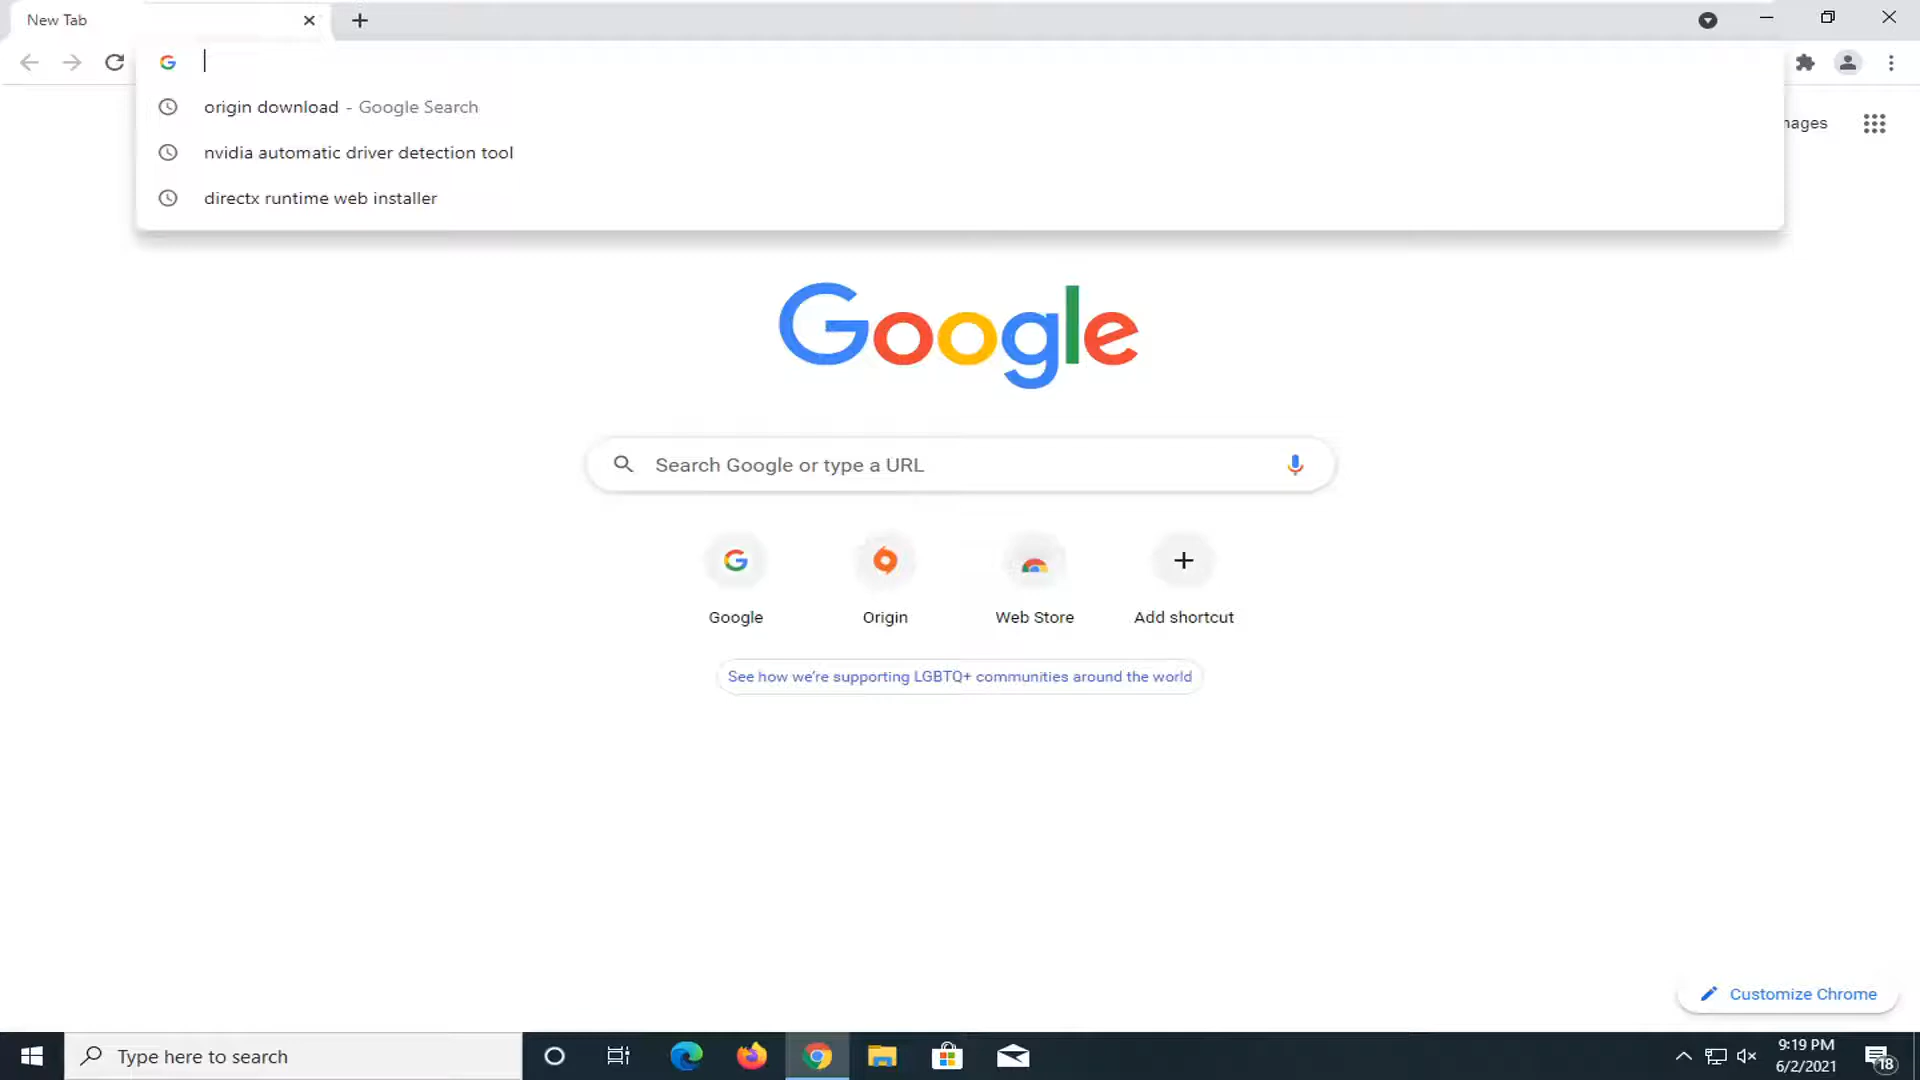 New Tab
origin download - Google Search
nvidia automatic driver detection tool
directx runtime web installer
Google
Search Google or type a URL
Google
Origin
Web Store
Add shortcut
See how we're supporting LGBTQ+ communities around the world
Customize Chrome
Type here to search
9:19 PM
6/2/2021
18